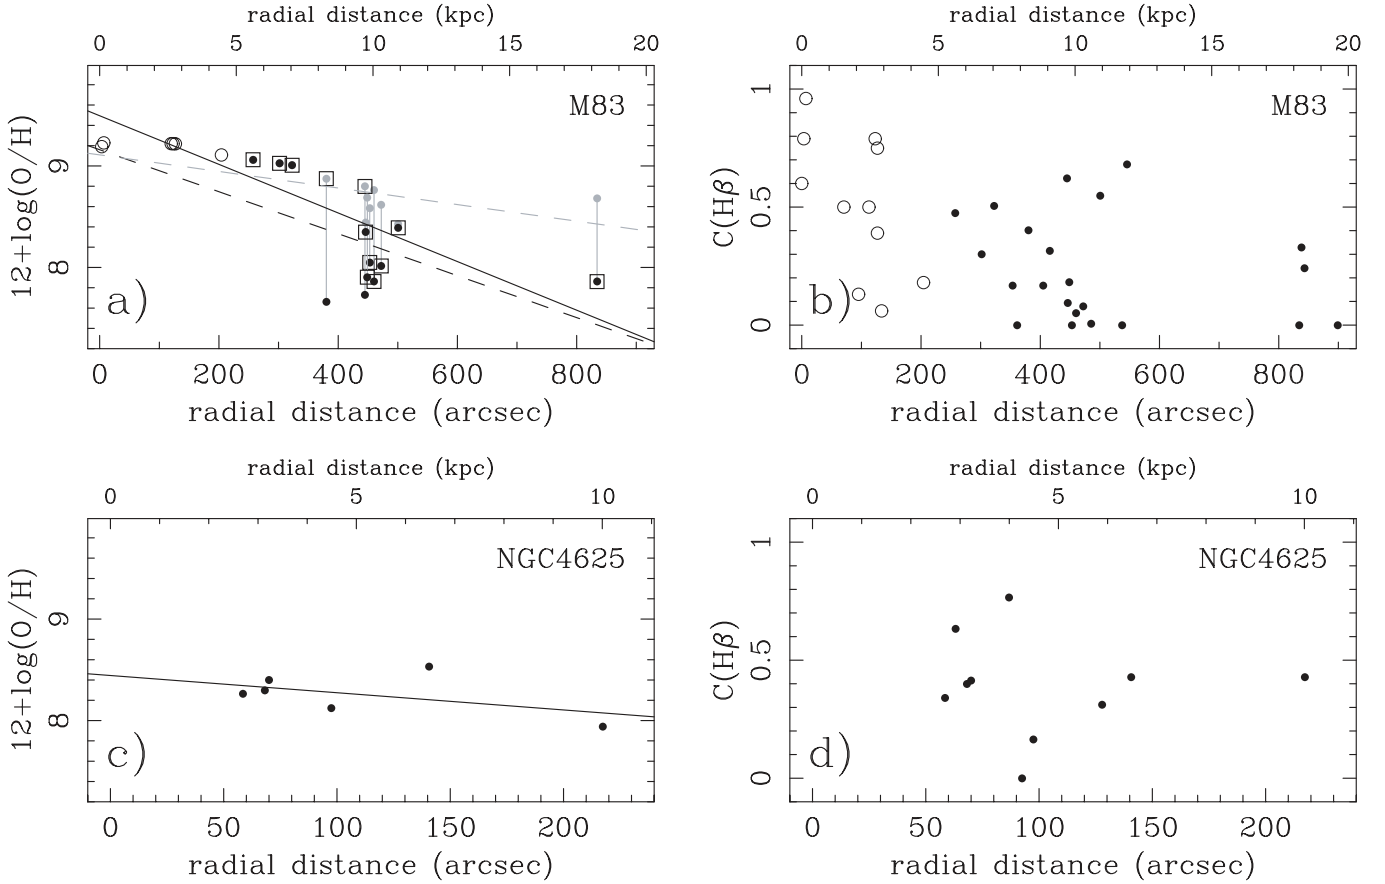 radial distance (kpc)
0 5 10 15 20
M83
12+log(O/H)
9
8
a)
0 200 400 600 800
radial distance (arcsec)
radial distance (kpc)
0 5 10 15 20
M83
C(Hβ)
1
0.5
0
b)
0 200 400 600 800
radial distance (arcsec)
radial distance (kpc)
0 5 10
NGC4625
12+log(O/H)
9
8
c)
0 50 100 150 200
radial distance (arcsec)
radial distance (kpc)
0 5 10
NGC4625
C(Hβ)
1
0.5
0
d)
0 50 100 150 200
radial distance (arcsec)